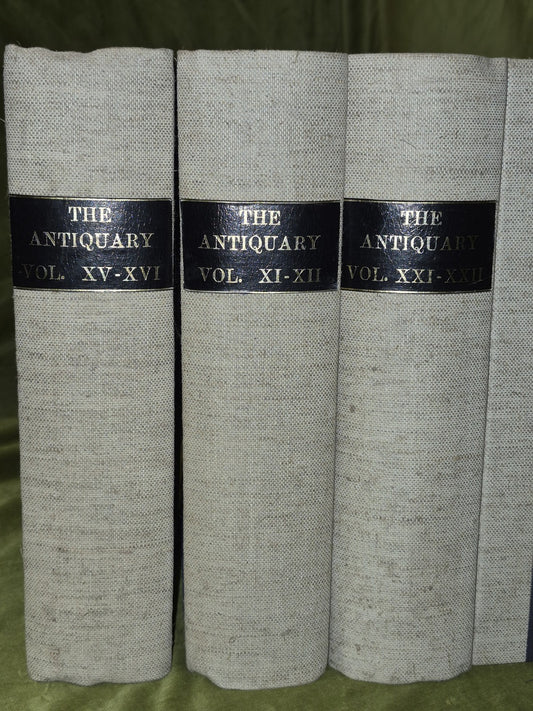 THE
ANTIQUARY
VOL. XV-XVI
THE
ANTIQUARY
VOL. XI-XII
THE
ANTIQUARY
VOL. XXI-XXII